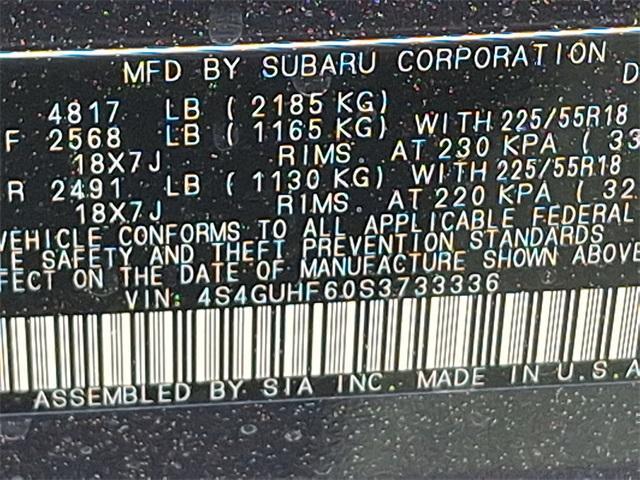 MFD BY SUBARU CORPORATION D
4817 LB ( 2185 KG)
F 2568 LB ( 1165 KG) WITH 225/55R18
18X7J RIMS. AT 230 KPA ( 33
R 2491 LB ( 1130 KG) WITH 225/55R18
18X7J RIMS. AT 220 KPA ( 32
VEHICLE CONFORMS TO ALL APPLICABLE FEDERAL
E SAFETY AND THEFT PREVENTION STANDARDS
FECT ON THE DATE OF MANUFACTURE SHOWN ABOVE
VIN: 4S4GUHF60S3733336
ASSEMBLED BY SIA INC. MADE IN U.S.A